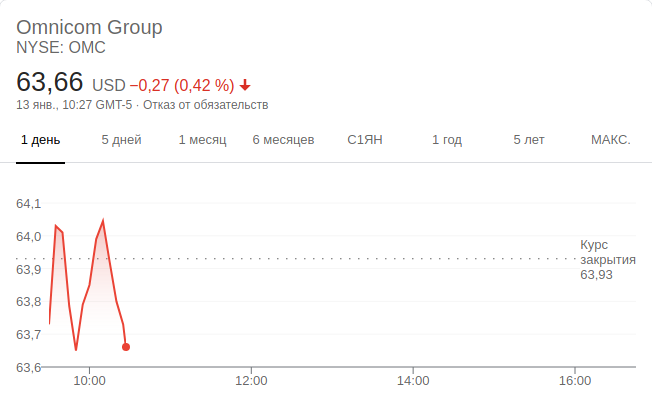 Omnicom Group
NYSE: OMC
63,66 USD −0,27 (0,42 %)
13 янв., 10:27 GMT-5 · Отказ от обязательств
1 день 5 дней 1 месяц 6 месяцев С1ЯН 1 год 5 лет МАКС.
64,1
64,0
Курс
закрытия
63,93
63,9
63,8
63,7
63,6
10:00 12:00 14:00 16:00